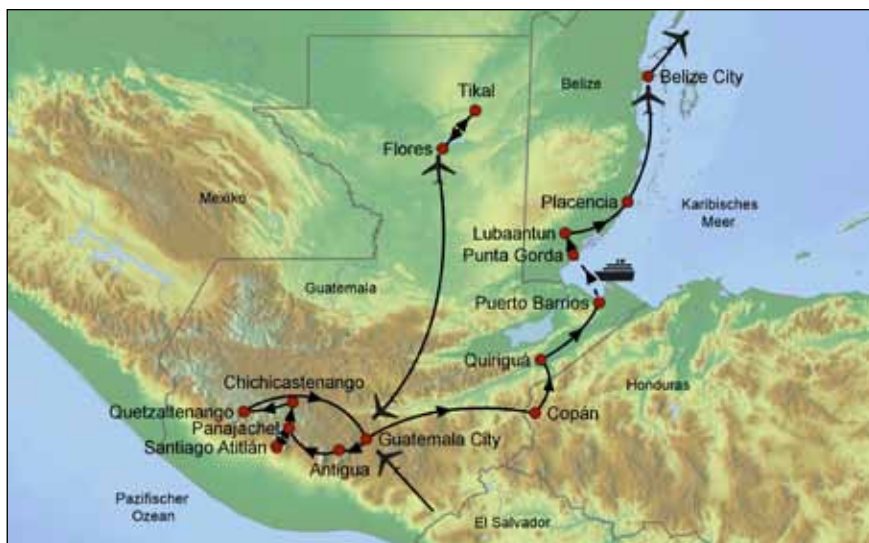 Belize City
Tikal
Belize
Flores
Mexiko
Placencia
Karibisches
Meer
Lubaantun
Punta Gorda
Guatemala
Puerto Barrios
Quiriguá
Honduras
Chichicastenango
Quetzaltenango
Copán
Panajachel
Guatemala City
Santiago Atitlán
Antigua
Pazifischer
Ozean
El Salvador